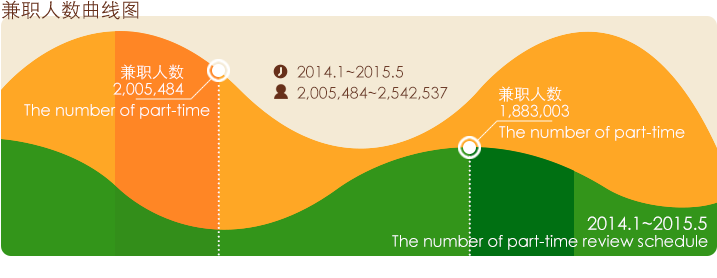 兼职人数曲线图
兼职人数
2,005,484
The number of part-time
2014.1~2015.5
2,005,484~2,542,537
兼职人数
1,883,003
The number of part-time
2014.1~2015.5
The number of part-time review schedule